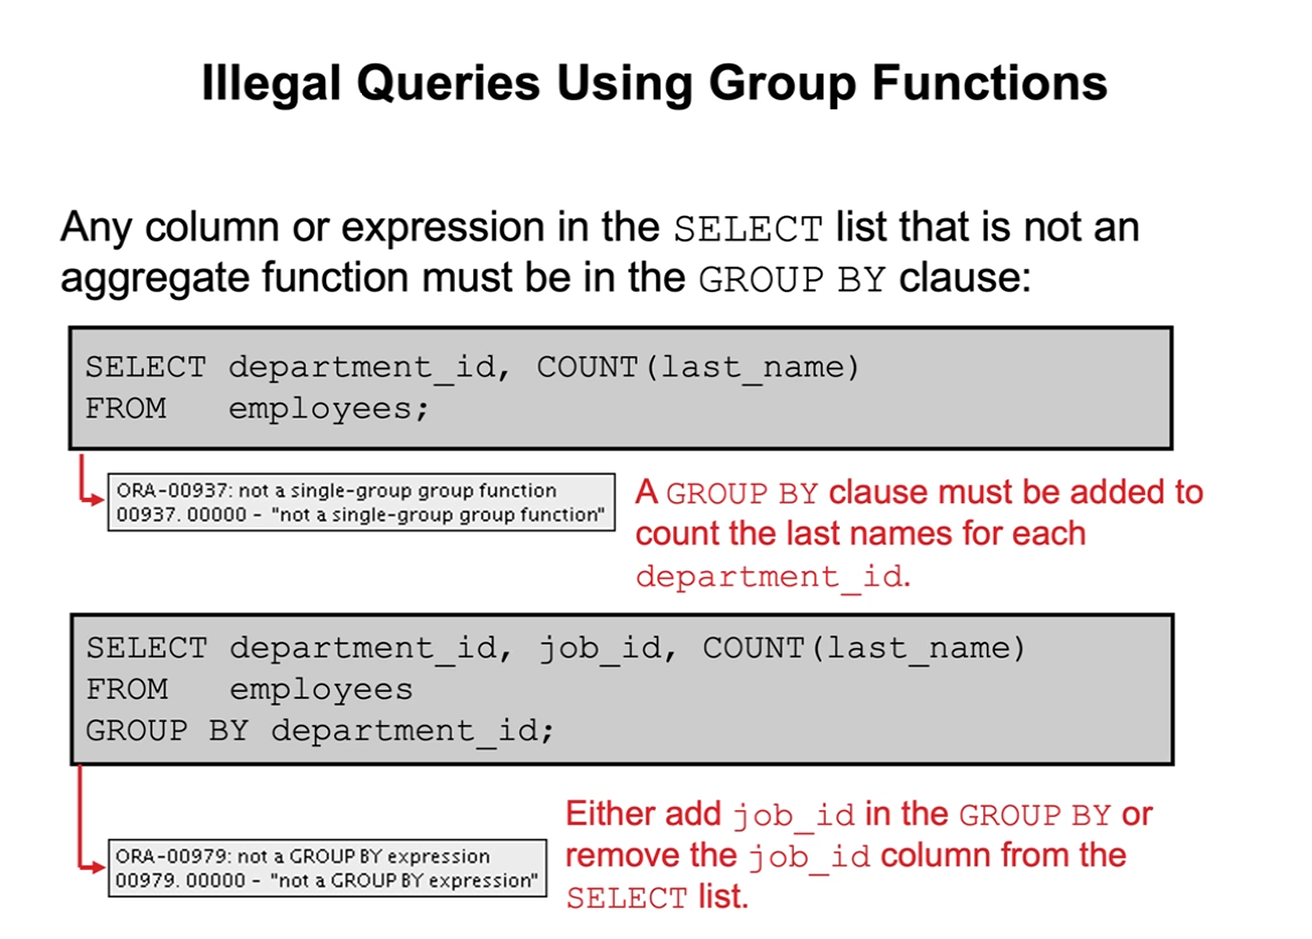 Illegal Queries Using Group Functions
Any column or expression in the SELECT list that is not an
aggregate function must be in the GROUP BY clause:
SELECT department_id, COUNT(last_name)
FROM   employees;
ORA-00937: not a single-group group function
00937. 00000 -  "not a single-group group function"
A GROUP BY clause must be added to
count the last names for each
department_id.
SELECT department_id, job_id, COUNT(last_name)
FROM   employees
GROUP BY department_id;
ORA-00979: not a GROUP BY expression
00979. 00000 -  "not a GROUP BY expression"
Either add job_id in the GROUP BY or
remove the job_id column from the
SELECT list.